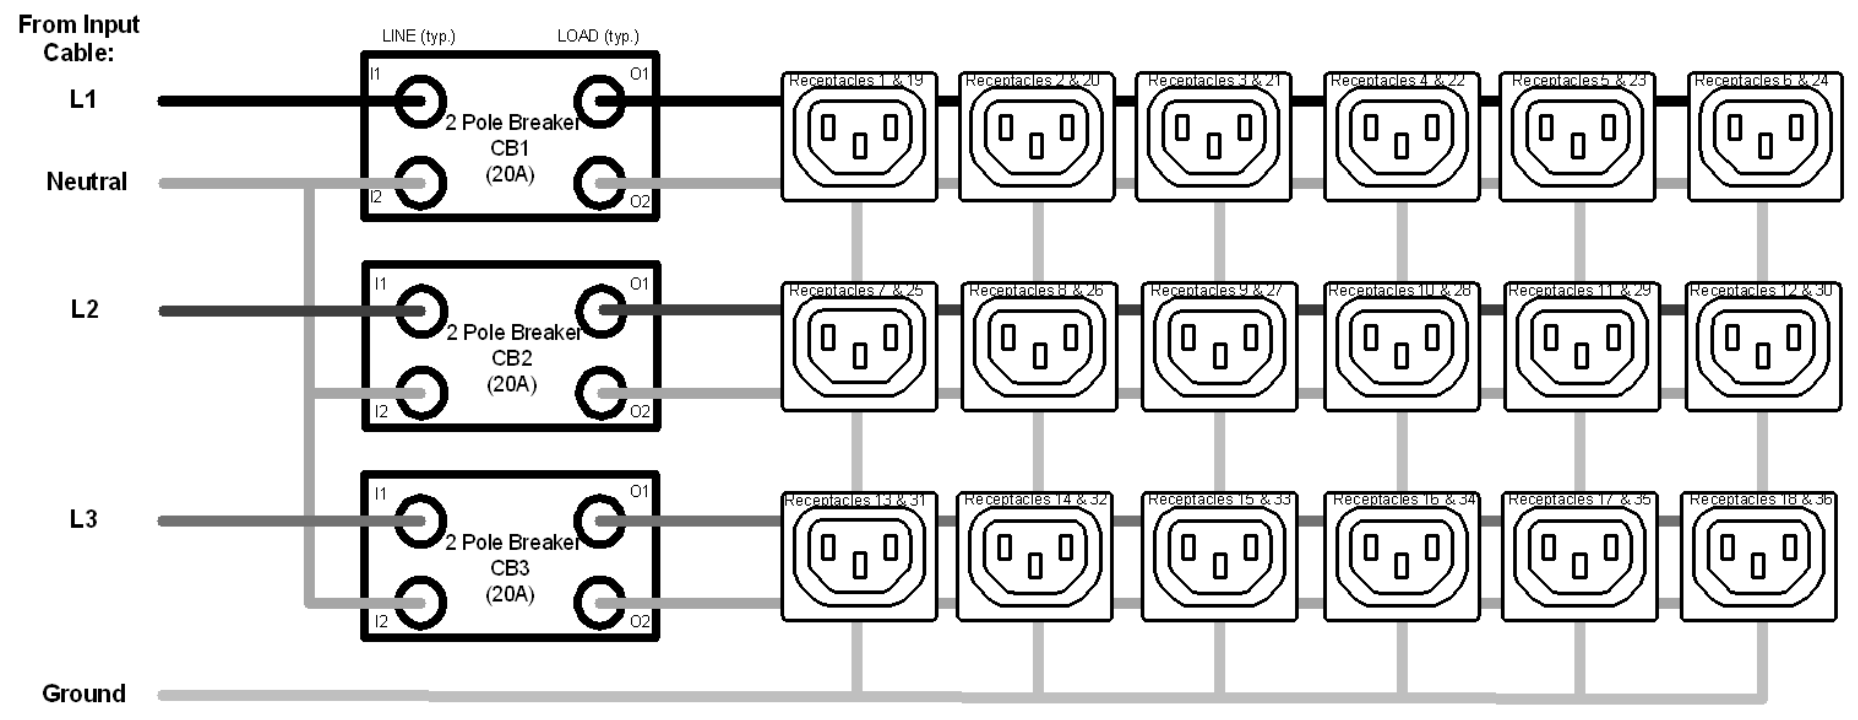 From Input
Cable:
LINE (typ.)
LOAD (typ.)
L1
I1
O1
2 Pole Breaker
CB1
(20A)
Neutral
I2
O2
Receptacles 1 & 19
Receptacles 2 & 20
Receptacles 3 & 21
Receptacles 4 & 22
Receptacles 5 & 23
Receptacles 6 & 24
L2
I1
O1
2 Pole Breaker
CB2
(20A)
I2
O2
Receptacles 7 & 25
Receptacles 8 & 26
Receptacles 9 & 27
Receptacles 10 & 28
Receptacles 11 & 29
Receptacles 12 & 30
L3
I1
O1
2 Pole Breaker
CB3
(20A)
I2
O2
Receptacles 13 & 31
Receptacles 14 & 32
Receptacles 15 & 33
Receptacles 16 & 34
Receptacles 17 & 35
Receptacles 18 & 36
Ground